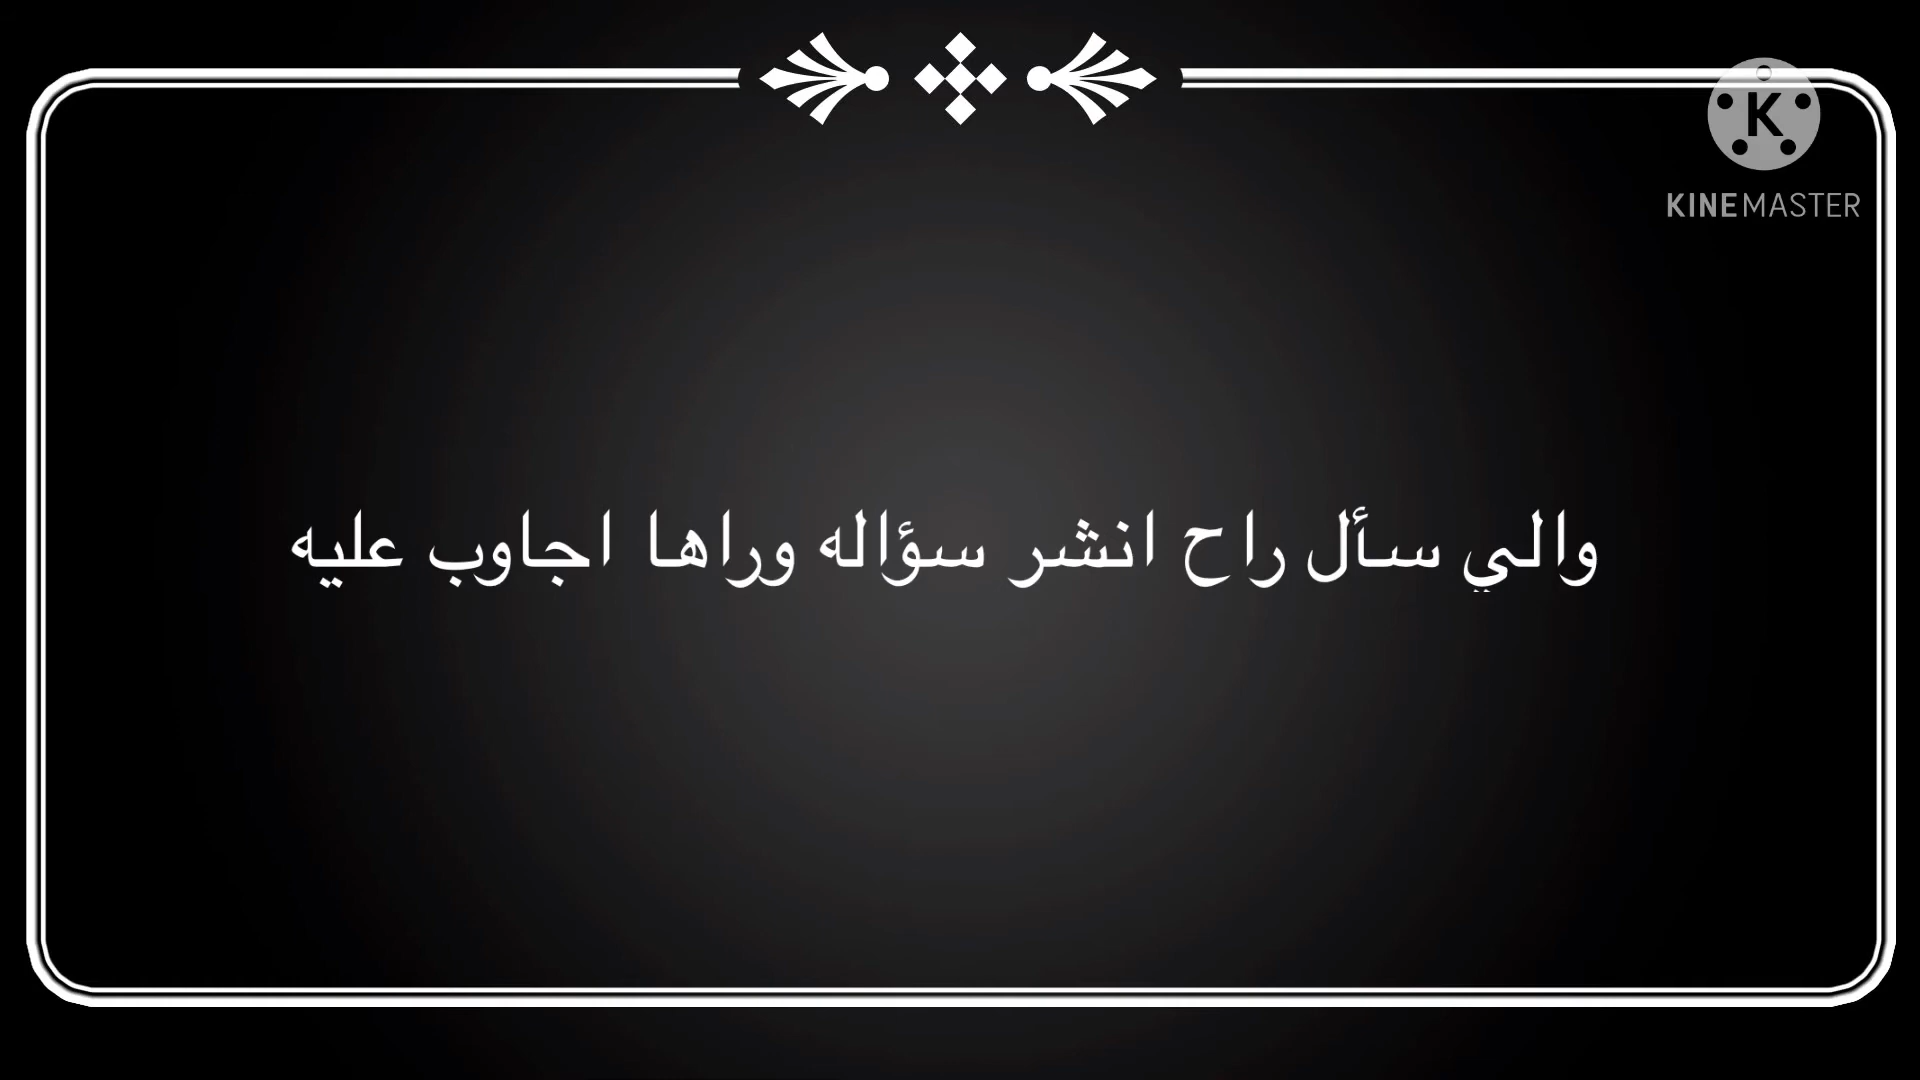 K
KINEMASTER
والي سأل راح انشر سؤاله وراها اجاوب عليه